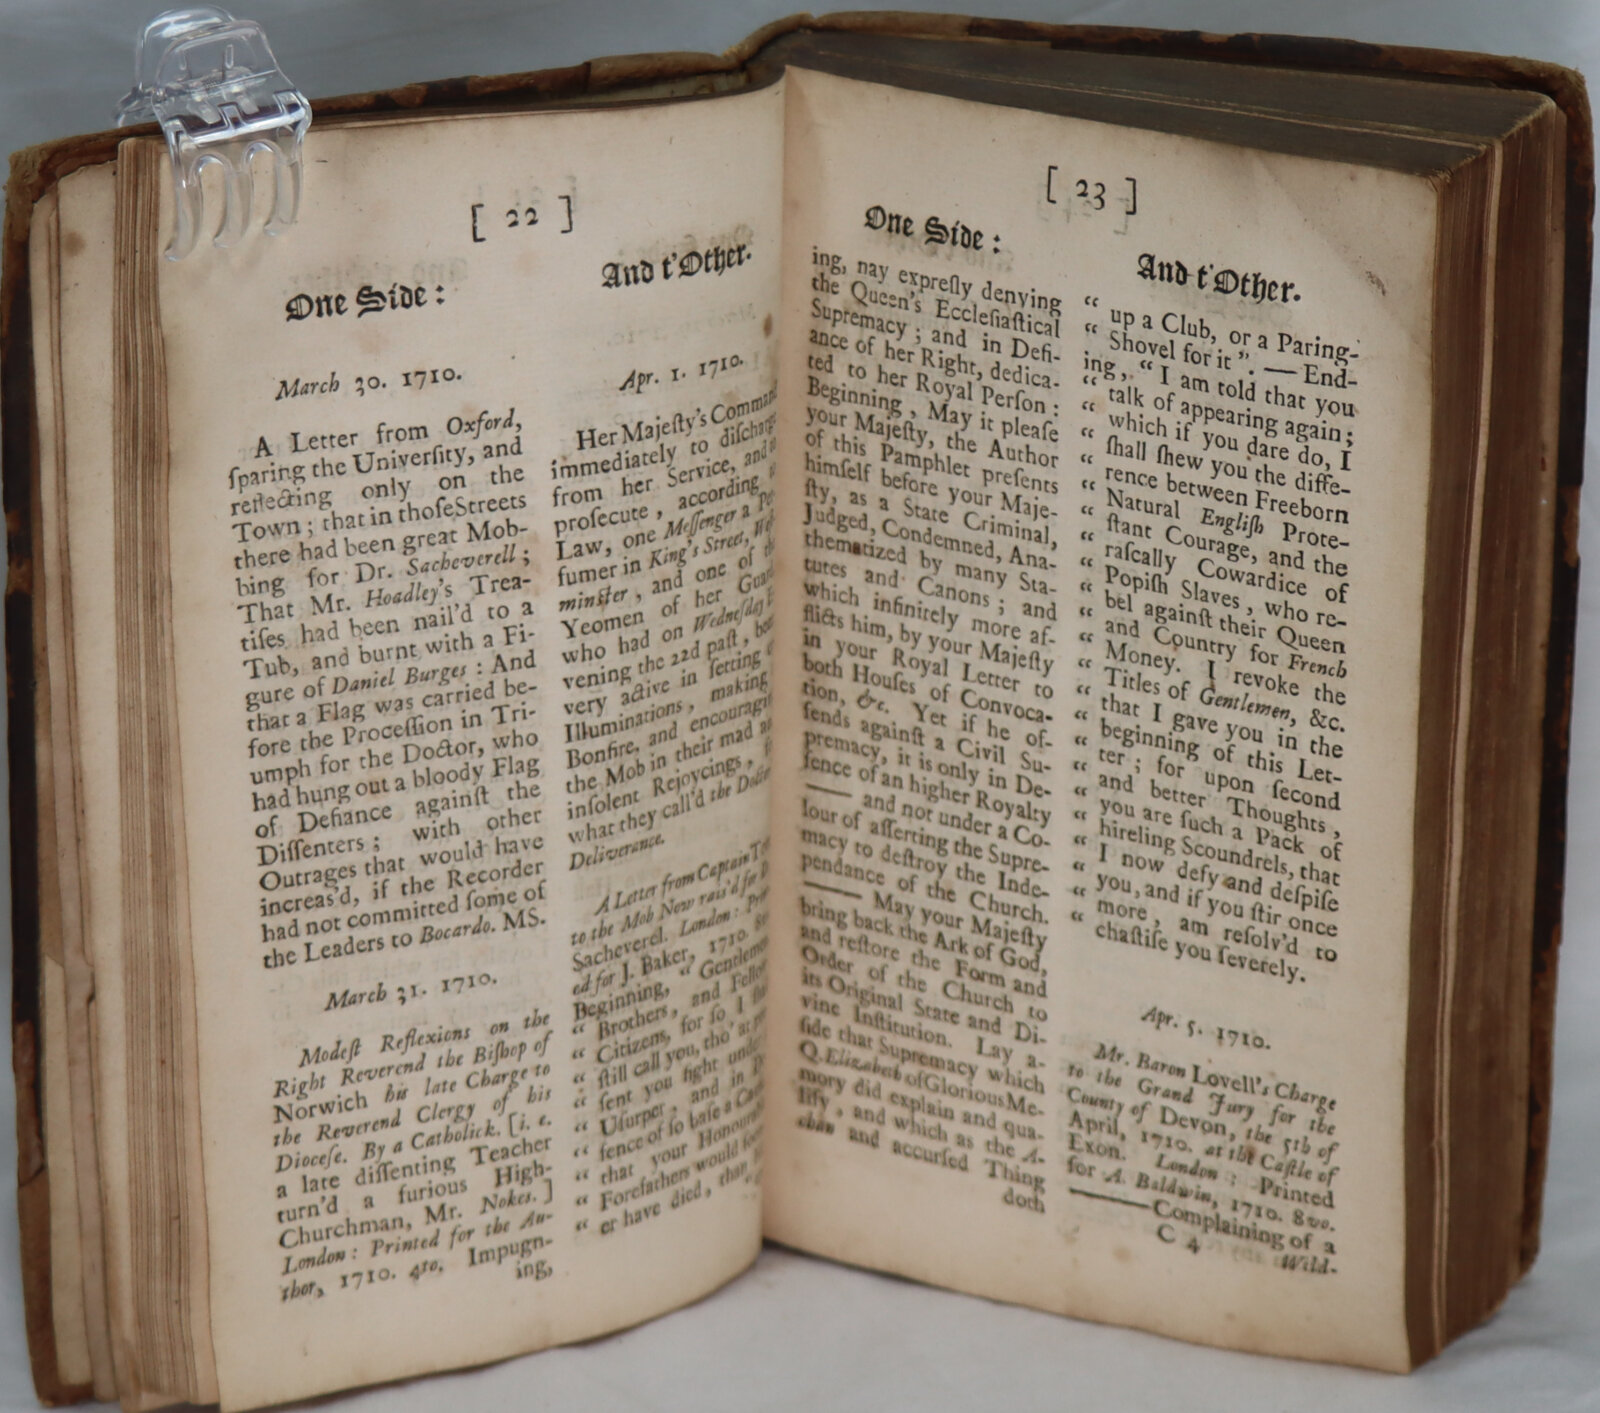 [ 22 ]
One Side:
March 30. 1710.
A Letter from Oxford,
ſparing the Univerſity, and
reflecting only on the
Town; that in thoſe Streets
there had been great Mob-
bing for Dr. Sacheverell;
That Mr. Hoadley's Trea-
tiſes had been nail'd to a
Tub, and burnt with a Fi-
gure of Daniel Burges: And
that a Flag was carried be-
fore the Proceſſion in Tri-
umph for the Doctor, who
had hung out a bloody Flag
of Defiance againſt the
Diſſenters; with other
Outrages that would have
increas'd, if the Recorder
had not committed ſome of
the Leaders to Bocardo. MS.
March 31. 1710.
Modeſt Reflexions on the
Right Reverend the Biſhop of
Norwich his late Charge to
the Reverend Clergy of his
Dioceſe. By a Catholick. [i. e.
a late diſſenting Teacher
turn'd a furious High-
Churchman, Mr. Nokes.]
London: Printed for the Au-
thor, 1710. 4to. Impugn-
ing,
And t'Other.
Apr. 1. 1710.
Her Majeſty's Command
immediately to diſcharge
from her Service, and
proſecute, according
Law, one Meſſenger a
fumer in King's Street,
minſter, and one of
Yeomen of her
who had on Wedneſday
vening the 22d paſt,
very active in ſetting
Illuminations, making
Bonfire, and
the Mob in their mad
inſolent Rejoycings,
what they call'd the
Deliverance.
A Letter from Captain
to the Mob Now rais'd for
Sacheverel. London:
ed for J. Baker, 1710.
Beginning, “ Gentlemen
“ Brothers, and
“ Citizens, for ſo I
“ ſtill call you, tho' at
“ ſent you fight
“ Uſurper, and in
“ fence of ſo baſe a
“ that your
“ Forefathers would
“ er have died, than
[ 23 ]
One Side:
ing, nay expreſly denying
the Queen's Eccleſiaſtical
Supremacy; and in Defi-
ance of her Right, dedica-
ted to her Royal Perſon:
Beginning, May it pleaſe
your Majeſty, the Author
of this Pamphlet preſents
himſelf before your Maje-
ſty, as a State Criminal,
Judged, Condemned, Ana-
thematized by many Sta-
tutes and Canons; and
which infinitely more af-
flicts him, by your Majeſty
in your Royal Letter to
both Houſes of Convoca-
tion, &c. Yet if he of-
fends againſt a Civil Su-
premacy, it is only in De-
fence of an higher Royalty
—— and not under a Co-
lour of aſſerting the Supre-
macy to deſtroy the Inde-
pendance of the Church.
—— May your Majeſty
bring back the Ark of God,
and reſtore the Form and
Order of the Church to
its Original State and Di-
vine Inſtitution. Lay a-
ſide that Supremacy which
Q. Elizabeth of Glorious Me-
mory did explain and qua-
lify, and which as the A-
chan and accurſed Thing
doth
And t'Other.
“ up a Club, or a Paring-
“ Shovel for it”. — End-
ing, “ I am told that you
“ talk of appearing again;
“ which if you dare do, I
“ ſhall ſhew you the diffe-
“ rence between Freeborn
“ Natural Engliſh Prote-
“ ſtant Courage, and the
“ raſcally Cowardice of
“ Popiſh Slaves, who re-
“ bel againſt their Queen
“ and Country for French
“ Money. I revoke the
“ Titles of Gentlemen, &c.
“ that I gave you in the
“ beginning of this Let-
“ ter; for upon ſecond
“ and better Thoughts,
“ you are ſuch a Pack of
“ hireling Scoundrels, that
“ I now defy and deſpiſe
“ you, and if you ſtir once
“ more, am reſolv'd to
chaſtiſe you ſeverely.
Apr. 5. 1710.
Mr. Baron Lovell's Charge
to the Grand Jury for the
County of Devon, the 5th of
April, 1710. at the Caſtle of
Exon. London: Printed
for A. Baldwin, 1710. 8vo.
——Complaining of a
C 4
Wild-